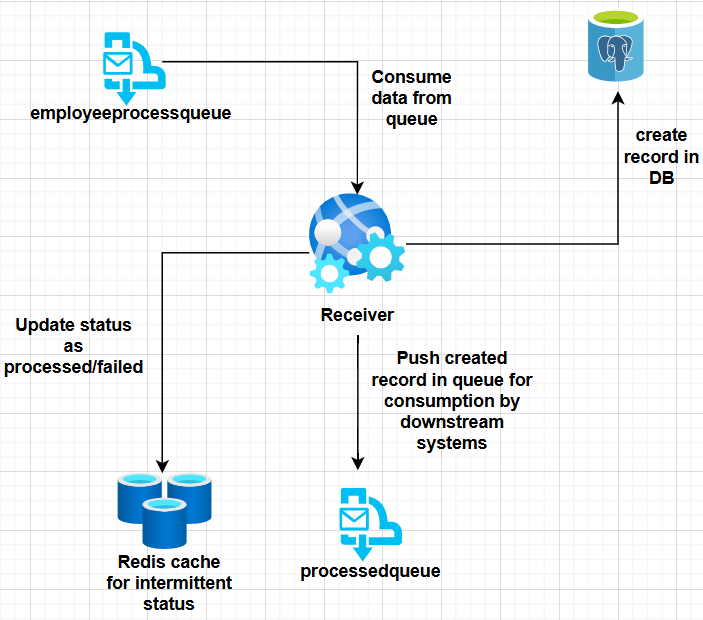 employeeprocessqueue
Consume
data from
queue
create
record in
DB
Receiver
Update status
as
processed/failed
Push created
record in queue for
consumption by
downstream
systems
Redis cache
for intermittent
status
processedqueue